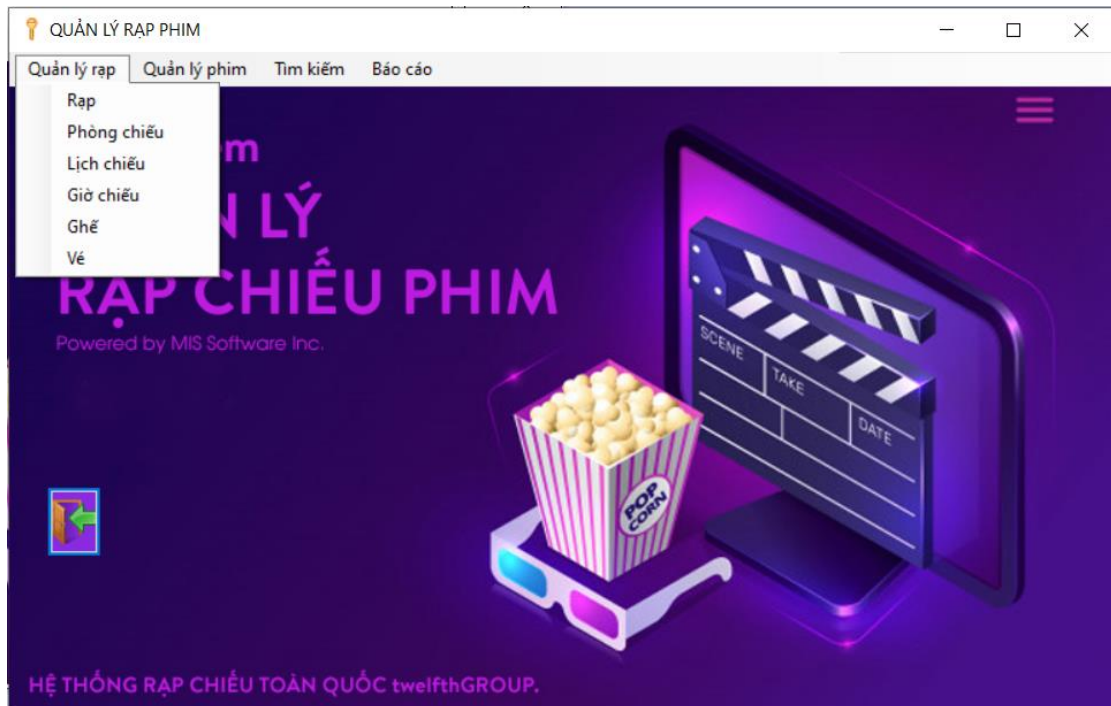 QUẢN LÝ RẠP PHIM
Quản lý rạp Quản lý phim Tìm kiếm Báo cáo
Rạp
Phòng chiếu
Lịch chiếu
Giờ chiếu
Ghế
Vé
LÝ
RẠP CHIẾU PHIM
Powered by MIS Software Inc.
SCENE
TAKE
DATE
POP
CORN
HỆ THỐNG RẠP CHIẾU TOÀN QUỐC twelfthGROUP.